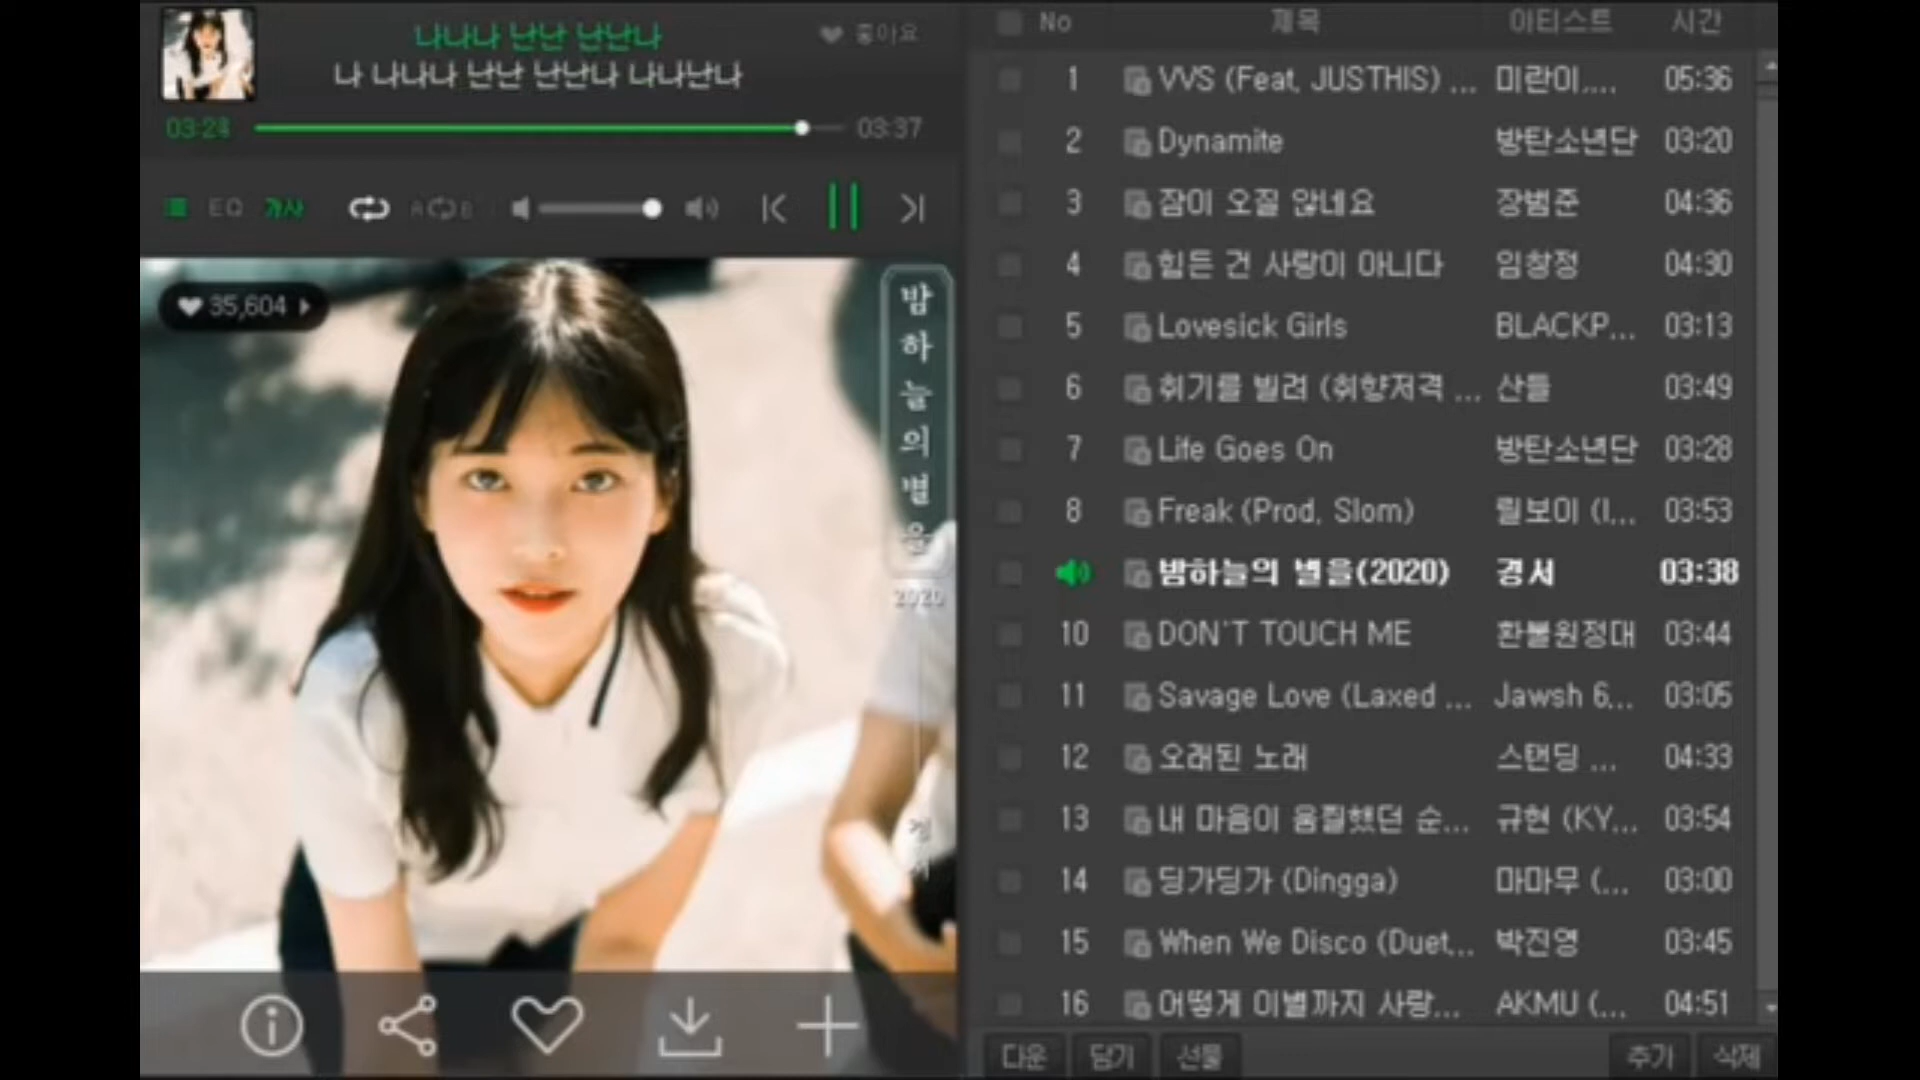 나나나 난난 난난나
좋아요
나 나나나 난난 난난나 나나난나
03:28
03:37
EQ 가사
A B
35,604
밤하늘의별을
2020
경서
No 제목 아티스트 시간
1 VVS (Feat. JUSTHIS) ... 미란이,... 05:36
2 Dynamite 방탄소년단 03:20
3 잠이 오질 않네요 장범준 04:36
4 힘든 건 사랑이 아니다 임창정 04:30
5 Lovesick Girls BLACKP... 03:13
6 취기를 빌려 (취향저격 ... 산들 03:49
7 Life Goes On 방탄소년단 03:28
8 Freak (Prod. Slom) 릴보이 (l... 03:53
밤하늘의 별을(2020) 경서 03:38
10 DON'T TOUCH ME 환불원정대 03:44
11 Savage Love (Laxed ... Jawsh 6... 03:05
12 오래된 노래 스탠딩 ... 04:33
13 내 마음이 움찔했던 순... 규현 (KY... 03:54
14 딩가딩가 (Dingga) 마마무 (... 03:00
15 When We Disco (Duet... 박진영 03:45
16 어떻게 이별까지 사랑... AKMU (... 04:51
다운 담기 선물 추가 삭제